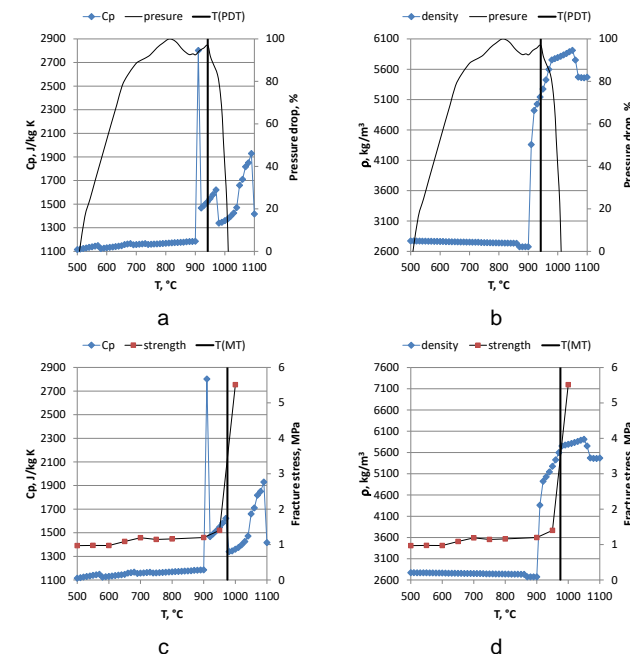 Cp presure T(PDT)
2900
2700
2500
2300
2100
1900
1700
1500
1300
1100
Cp, J/kg K
100
80
60
40
20
0
Pressure drop, %
500 600 700 800 900 1000 1100
T, °C
a
density presure T(PDT)
6100
5600
5100
4600
4100
3600
3100
2600
ρ, kg/m³
100
80
60
40
20
0
Pressure drop, %
500 600 700 800 900 1000 1100
T, °C
b
Cp strength T(MT)
2900
2700
2500
2300
2100
1900
1700
1500
1300
1100
Cp, J/kg K
6
5
4
3
2
1
0
Fracture stress, MPa
500 600 700 800 900 1000 1100
T, °C
c
density strength T(MT)
7600
7100
6600
6100
5600
5100
4600
4100
3600
3100
2600
ρ, kg/m³
6
5
4
3
2
1
0
Fracture stress, MPa
500 600 700 800 900 1000 1100
T, °C
d